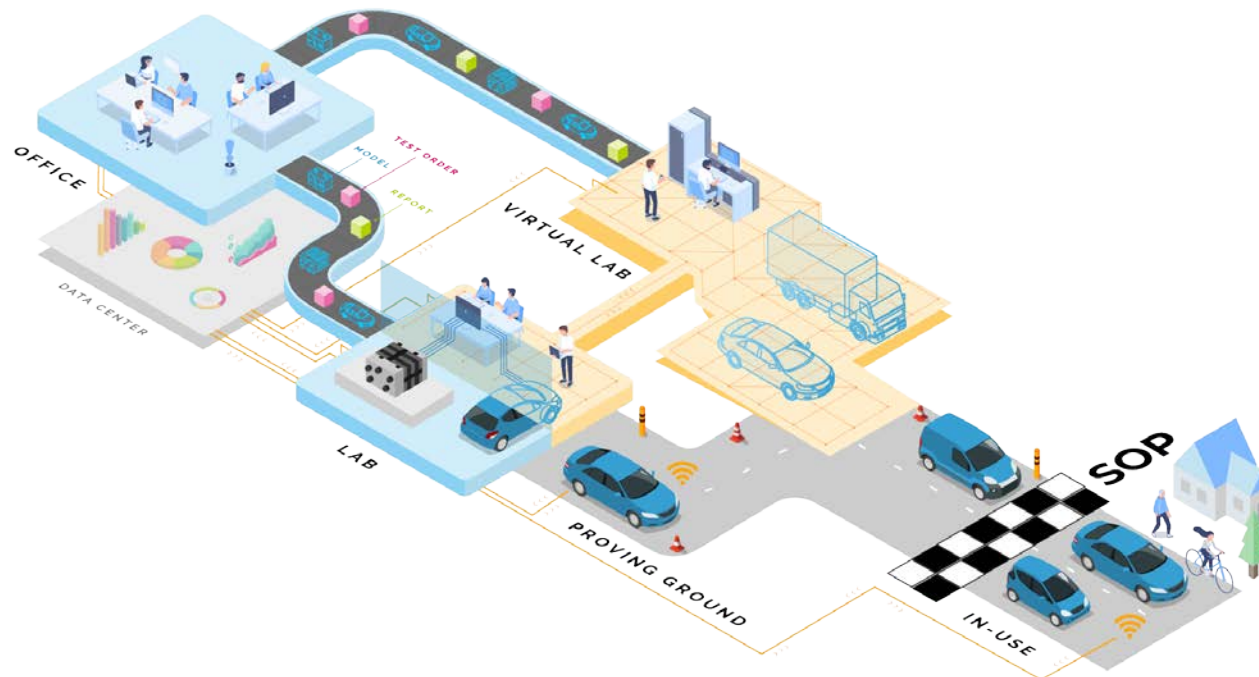 OFFICE
MODEL
TEST ORDER
REPORT
DATA CENTER
VIRTUAL LAB
LAB
PROVING GROUND
SOP
IN-USE